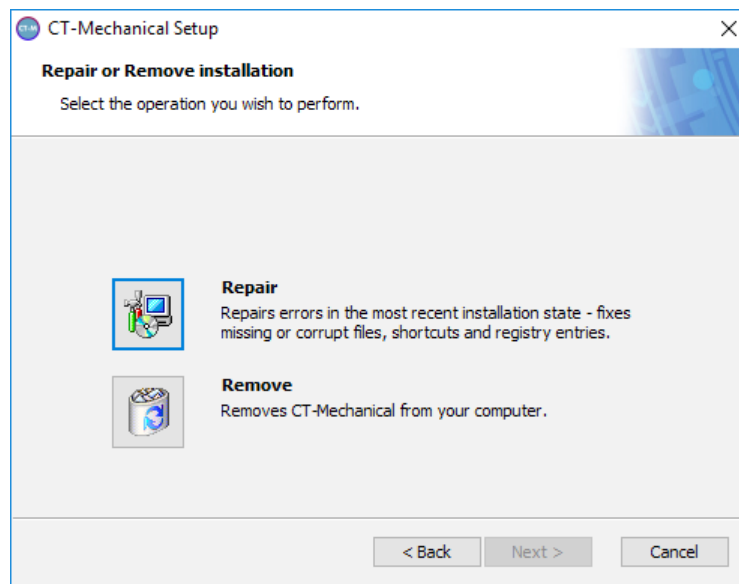 CT-M CT-Mechanical Setup
Repair or Remove installation
Select the operation you wish to perform.
Repair
Repairs errors in the most recent installation state - fixes
missing or corrupt files, shortcuts and registry entries.
Remove
Removes CT-Mechanical from your computer.
< Back Next > Cancel